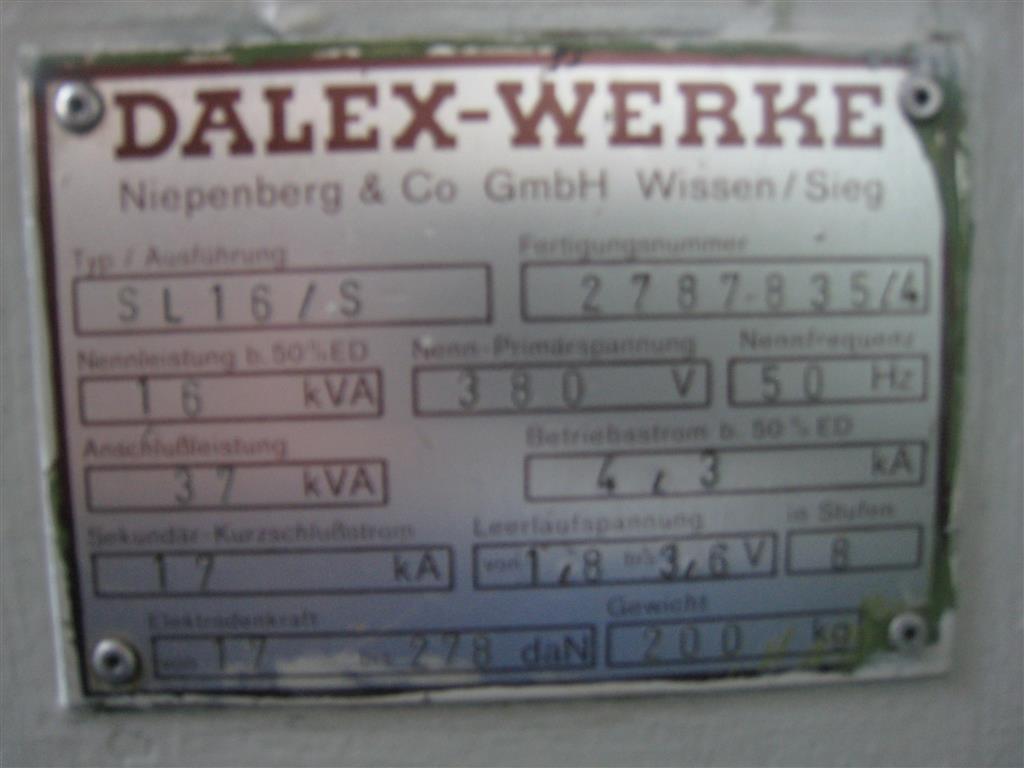 DALEX-WERKE
Niepenberg & Co GmbH Wissen/Sieg
Typ / Ausführung Fertigungsnummer
SL16/S 2787-835/4
Nennleistung b. 50% ED Nenn-Primärspannung Nennfrequenz
16 kVA 380 V 50 Hz
Anschlußleistung Betriebsstrom b. 50% ED
37 kVA 4,3 kA
Sekundär-Kurzschlußstrom Leerlaufspannung in Stufen
17 kA von 1,8 bis 3,6 V 8
Elektrodenkraft Gewicht
von 17 bis 278 daN 200 kg